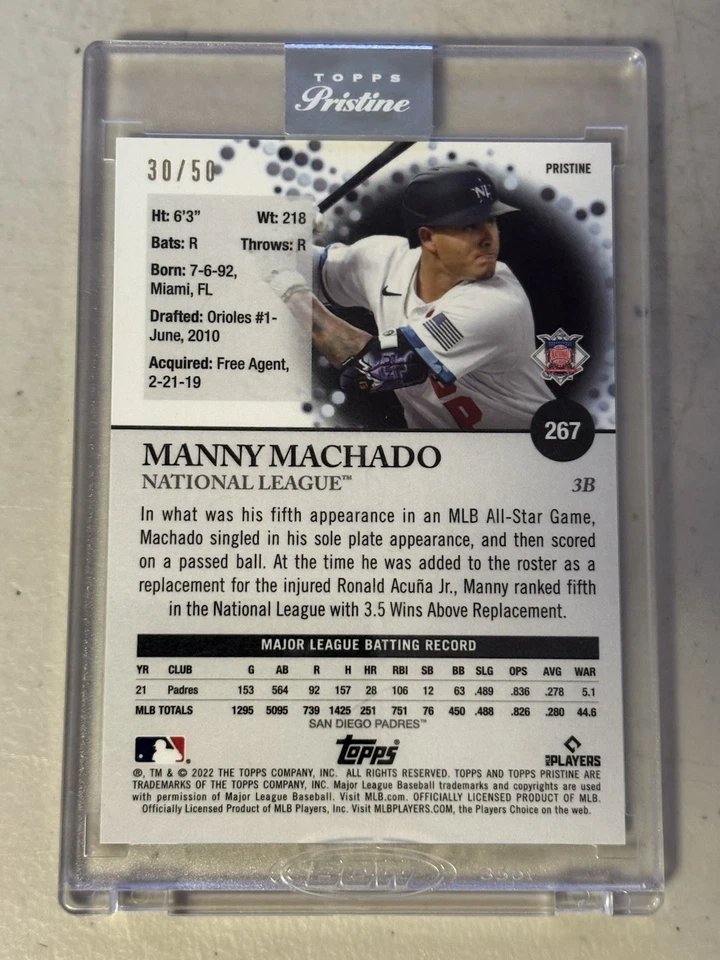 TOPPS
Pristine
30/50
PRISTINE
NL
Ht: 6'3" Wt: 218
Bats: R Throws: R
Born: 7-6-92,
Miami, FL
Drafted: Orioles #1-
June, 2010
Acquired: Free Agent,
2-21-19
267
MANNY MACHADO
NATIONAL LEAGUE™
3B
In what was his fifth appearance in an MLB All-Star Game,
Machado singled in his sole plate appearance, and then scored
on a passed ball. At the time he was added to the roster as a
replacement for the injured Ronald Acuña Jr., Manny ranked fifth
in the National League with 3.5 Wins Above Replacement.
MAJOR LEAGUE BATTING RECORD
YR CLUB G AB R H HR RBI SB BB SLG OPS AVG WAR
21 Padres 153 564 92 157 28 106 12 63 .489 .836 .278 5.1
MLB TOTALS 1295 5095 739 1425 251 751 76 450 .488 .826 .280 44.6
SAN DIEGO PADRES™
Topps
MLB PLAYERS
®, TM & © 2022 THE TOPPS COMPANY, INC. ALL RIGHTS RESERVED. TOPPS AND TOPPS PRISTINE ARE
TRADEMARKS OF THE TOPPS COMPANY, INC. Major League Baseball trademarks and copyrights are used
with permission of Major League Baseball. Visit MLB.com. OFFICIALLY LICENSED PRODUCT OF MLB.
Officially Licensed Product of MLB Players, Inc. Visit MLBPLAYERS.COM, the Players Choice on the web.